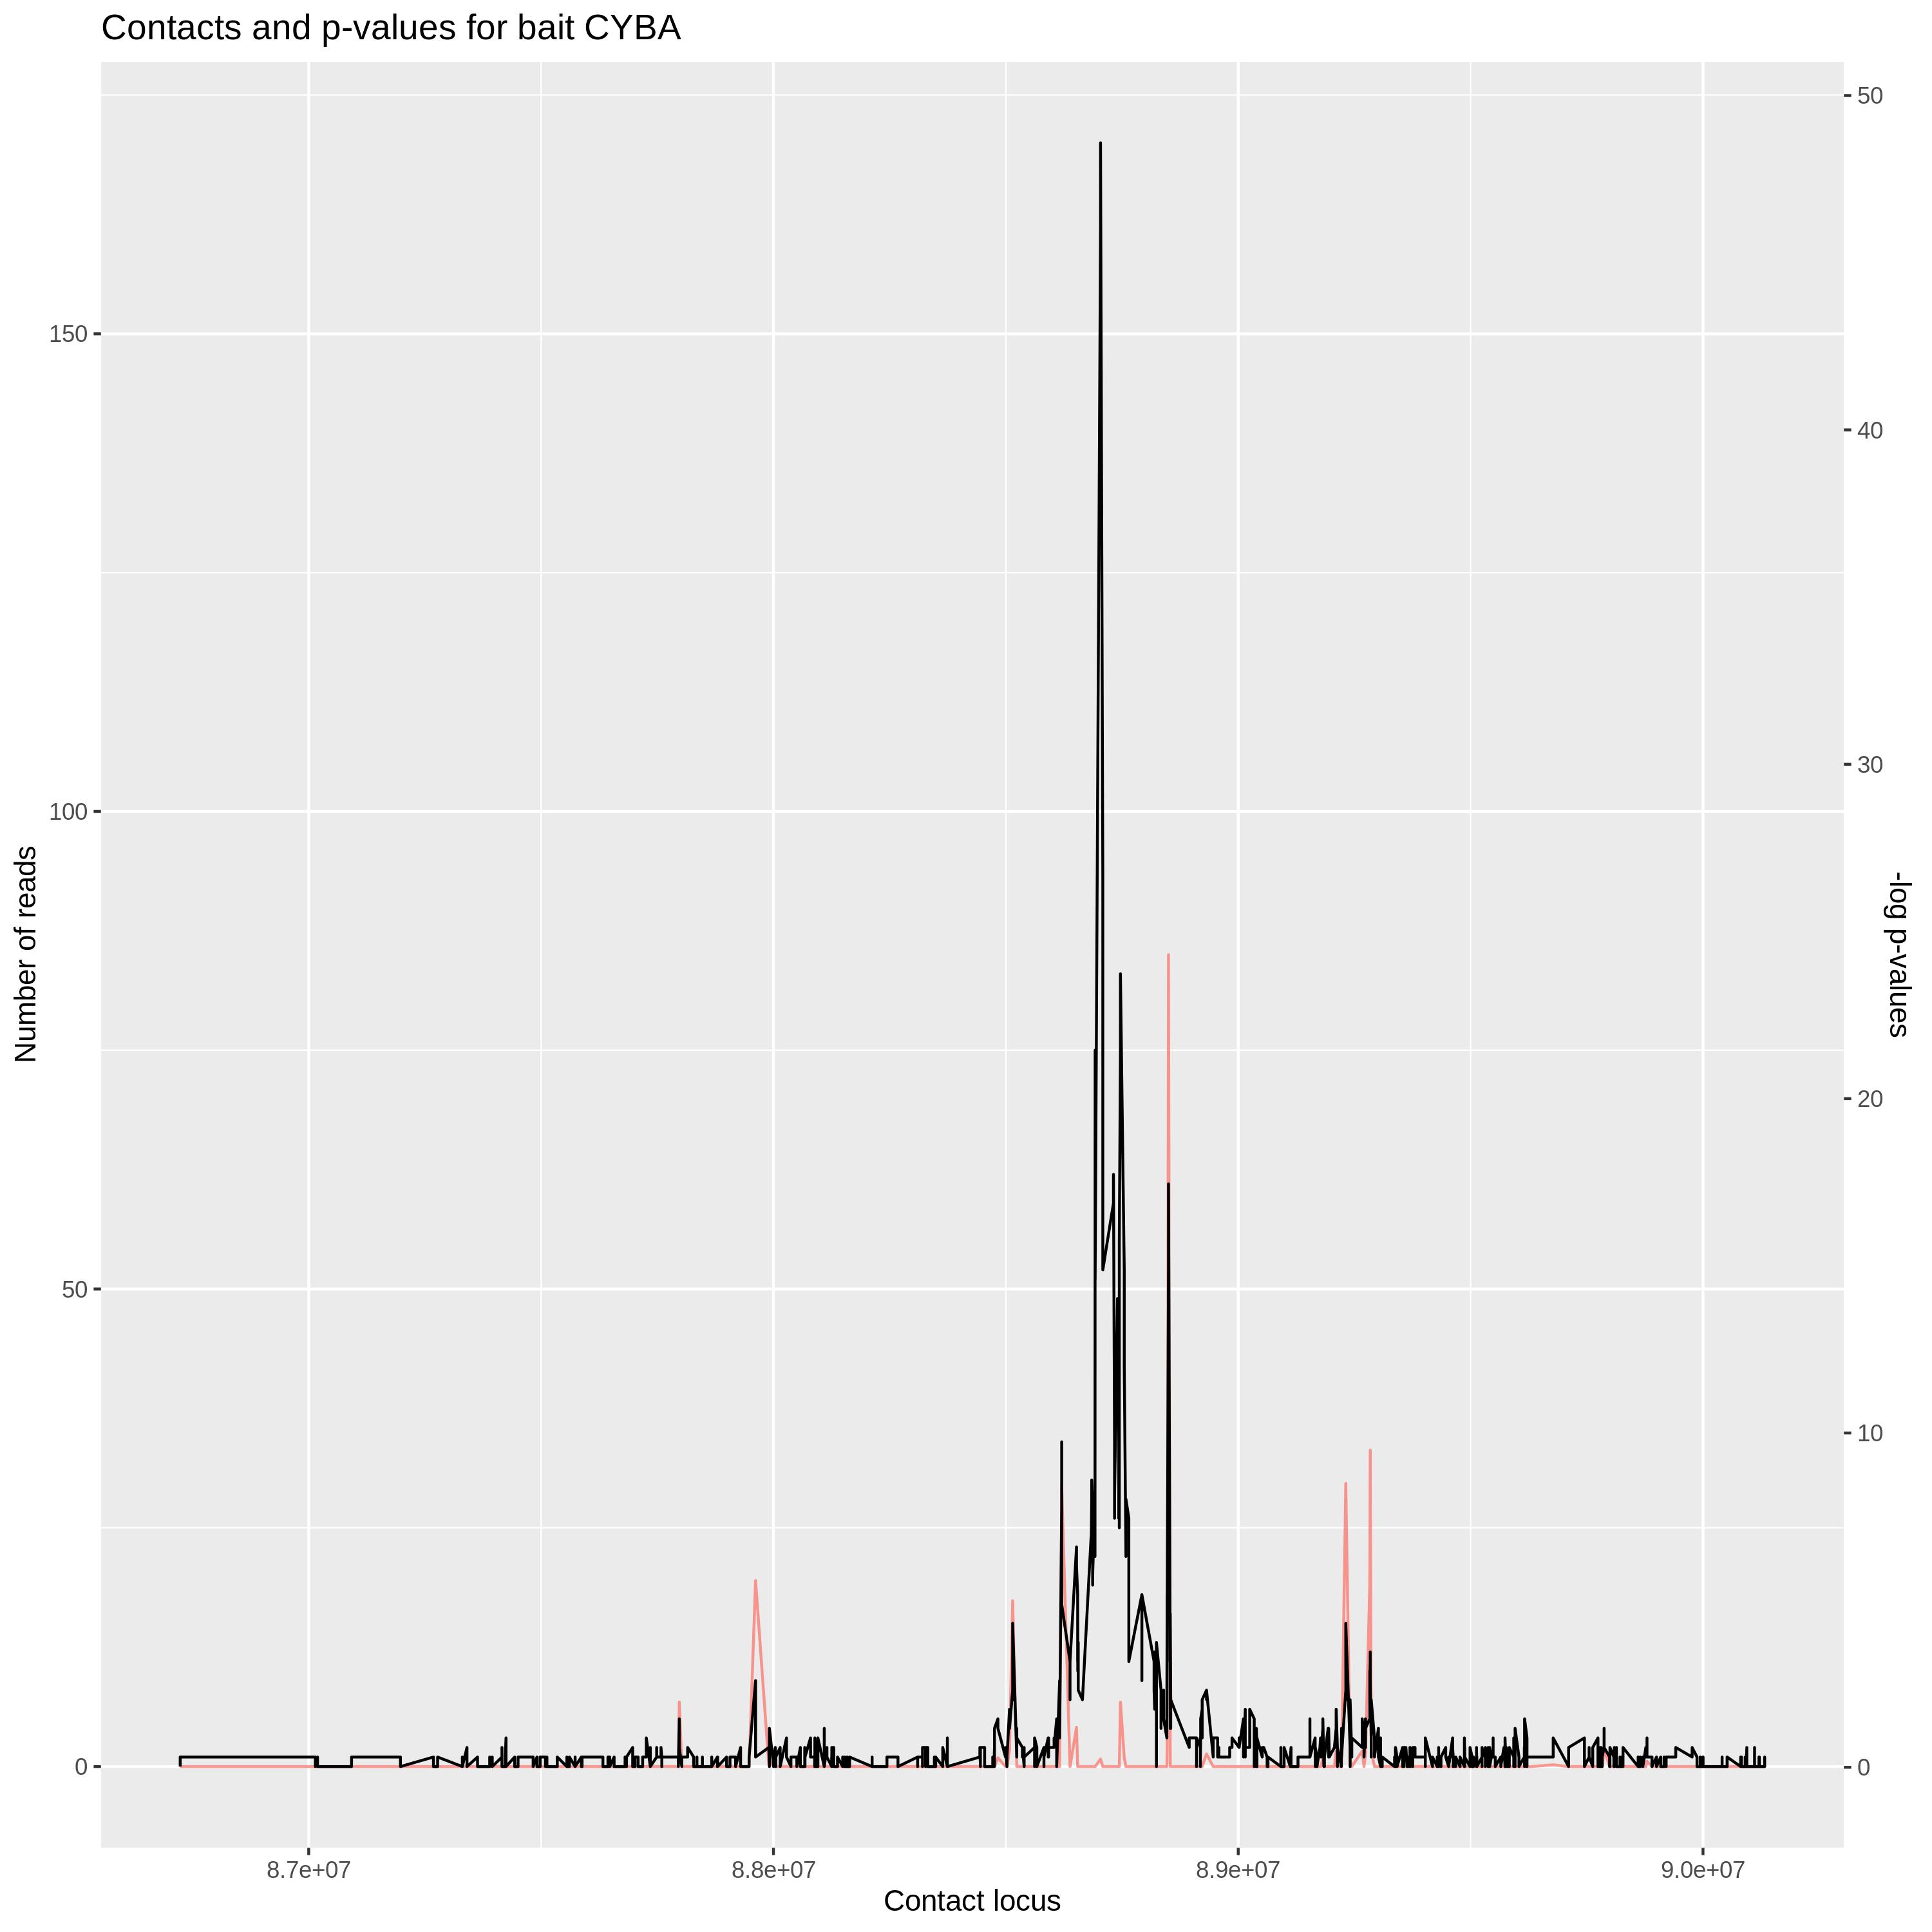 Contacts and p-values for bait CYBA
Number of reads
150
100
50
0
50
40
30
20
10
0
-log p-values
8.7e+07
8.8e+07
8.9e+07
9.0e+07
Contact locus